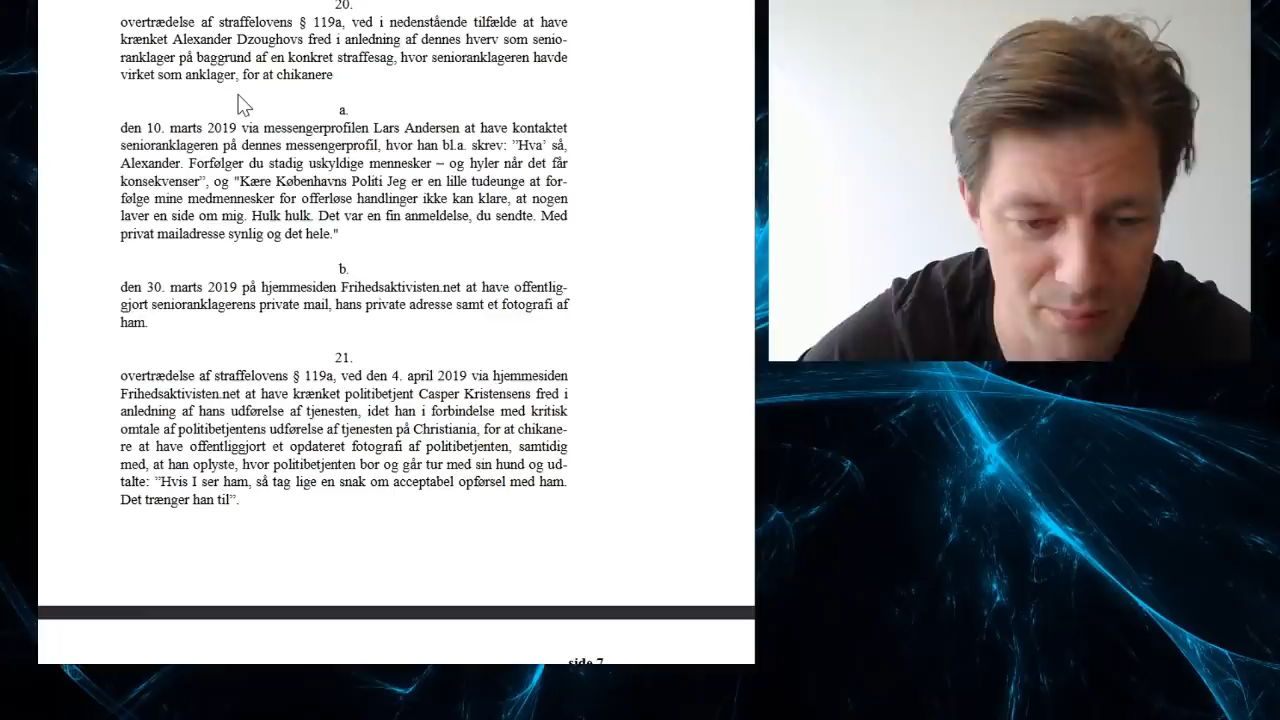 20.
overtrædelse af straffelovens § 119a, ved i nedenstående tilfælde at have
krænket Alexander Dzoughovs fred i anledning af dennes hverv som senio-
ranklager på baggrund af en konkret straffesag, hvor senioranklageren havde
virket som anklager, for at chikanere
a.
den 10. marts 2019 via messengerprofilen Lars Andersen at have kontaktet
senioranklageren på dennes messengerprofil, hvor han bl.a. skrev: ”Hva’ så,
Alexander. Forfølger du stadig uskyldige mennesker – og hyler når det får
konsekvenser”, og "Kære Københavns Politi Jeg er en lille tudeunge at for-
følge mine medmennesker for offerløse handlinger ikke kan klare, at nogen
laver en side om mig. Hulk hulk. Det var en fin anmeldelse, du sendte. Med
privat mailadresse synlig og det hele."
b.
den 30. marts 2019 på hjemmesiden Frihedsaktivisten.net at have offentlig-
gjort senioranklagerens private mail, hans private adresse samt et fotografi af
ham.
21.
overtrædelse af straffelovens § 119a, ved den 4. april 2019 via hjemmesiden
Frihedsaktivisten.net at have krænket politibetjent Casper Kristensens fred i
anledning af hans udførelse af tjenesten, idet han i forbindelse med kritisk
omtale af politibetjentens udførelse af tjenesten på Christiania, for at chikane-
re at have offentliggjort et opdateret fotografi af politibetjenten, samtidig
med, at han oplyste, hvor politibetjenten bor og går tur med sin hund og ud-
talte: ”Hvis I ser ham, så tag lige en snak om acceptabel opførsel med ham.
Det trænger han til”.
side 7